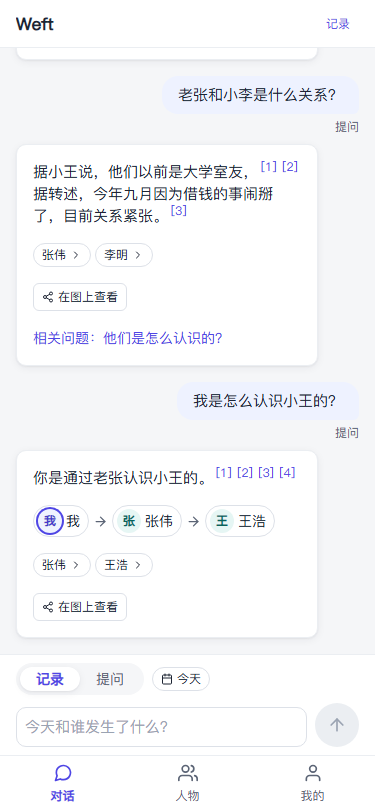 Weft
记录
老张和小李是什么关系？
提问
据小王说，他们以前是大学室友，[1] [2]
据转述，今年九月因为借钱的事闹掰
了，目前关系紧张。[3]
张伟
李明
在图上查看
相关问题：他们是怎么认识的？
我是怎么认识小王的？
提问
你是通过老张认识小王的。[1] [2] [3] [4]
我 我 → 张 张伟 → 王 王浩
张伟
王浩
在图上查看
记录
提问
今天
今天和谁发生了什么？
对话
人物
我的